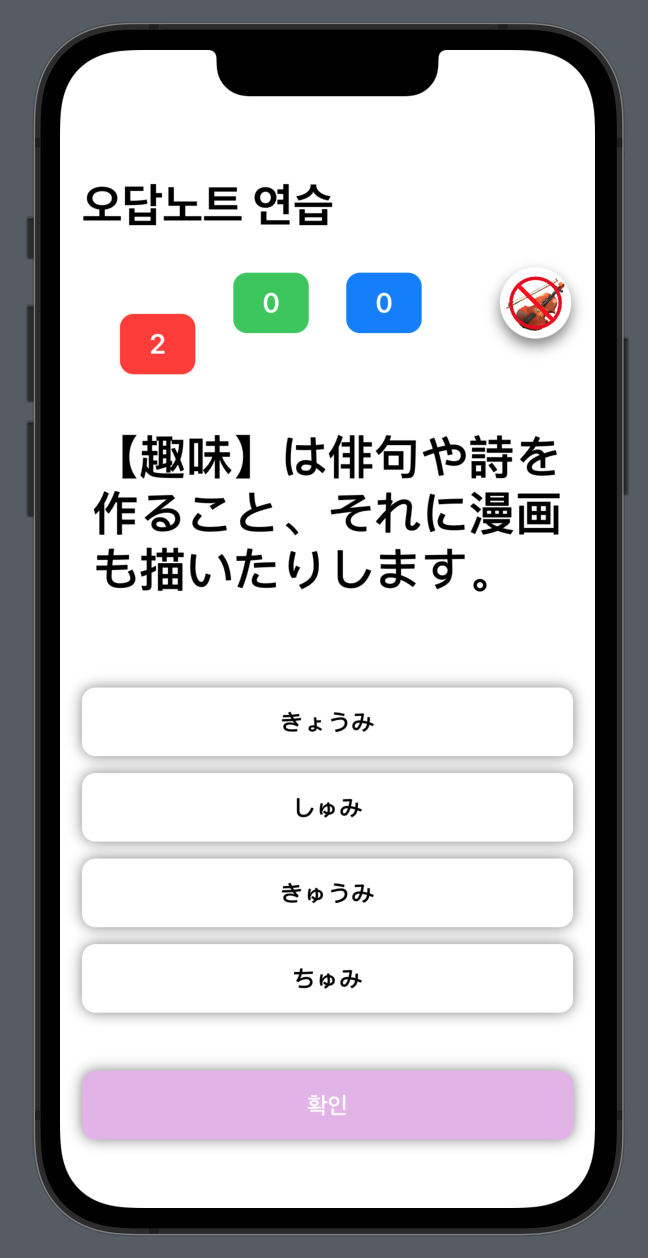 오답노트 연습
0 0
2
【趣味】は俳句や詩を
作ること、それに漫画
も描いたりします。
きょうみ
しゅみ
きゅうみ
ちゅみ
확인